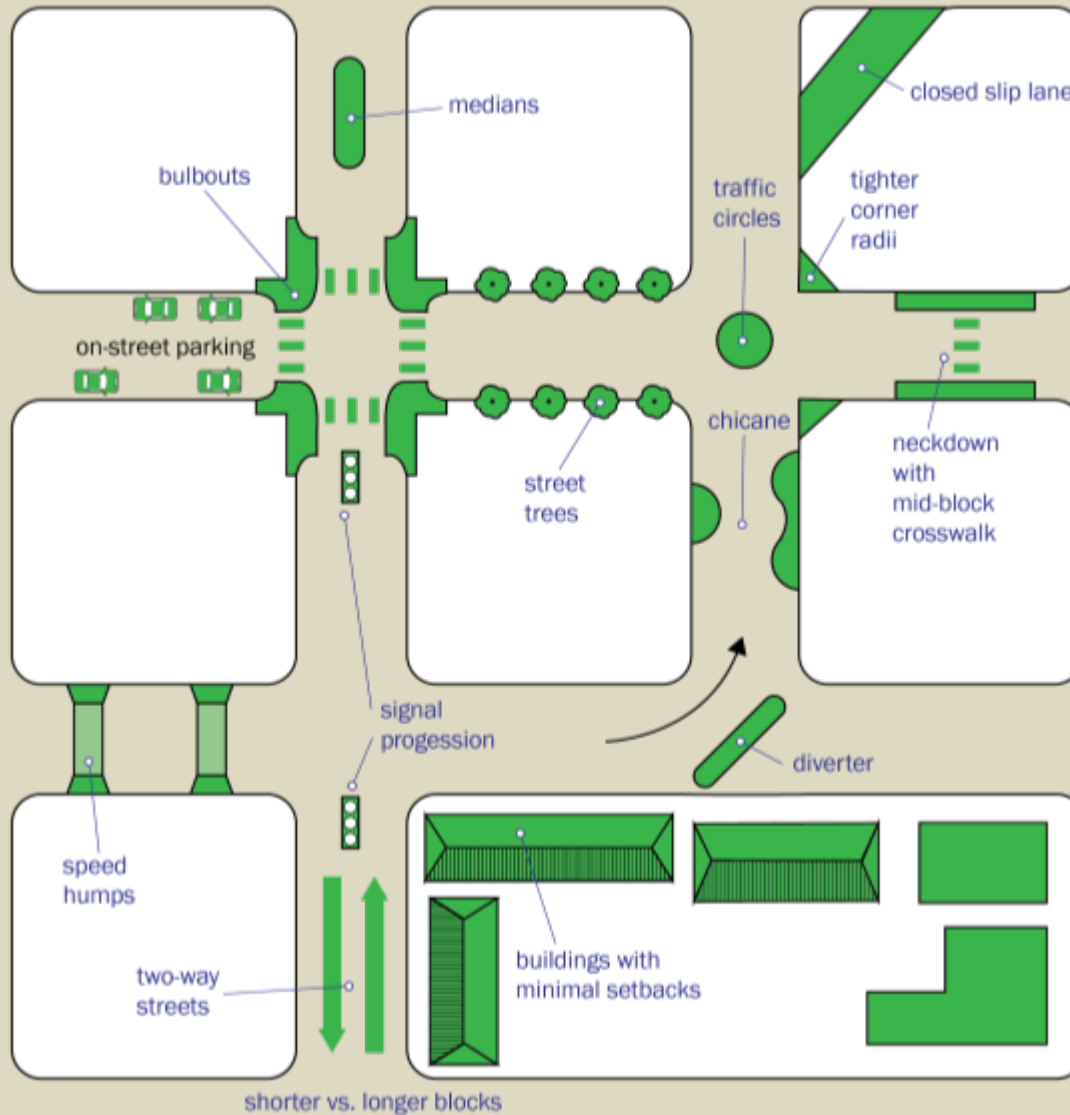 closed slip lane
medians
bulbouts
traffic
circles
tighter
corner
radii
on-street parking
chicane
neckdown
with
mid-block
crosswalk
street
trees
signal
progession
diverter
speed
humps
buildings with
minimal setbacks
two-way
streets
shorter vs. longer blocks